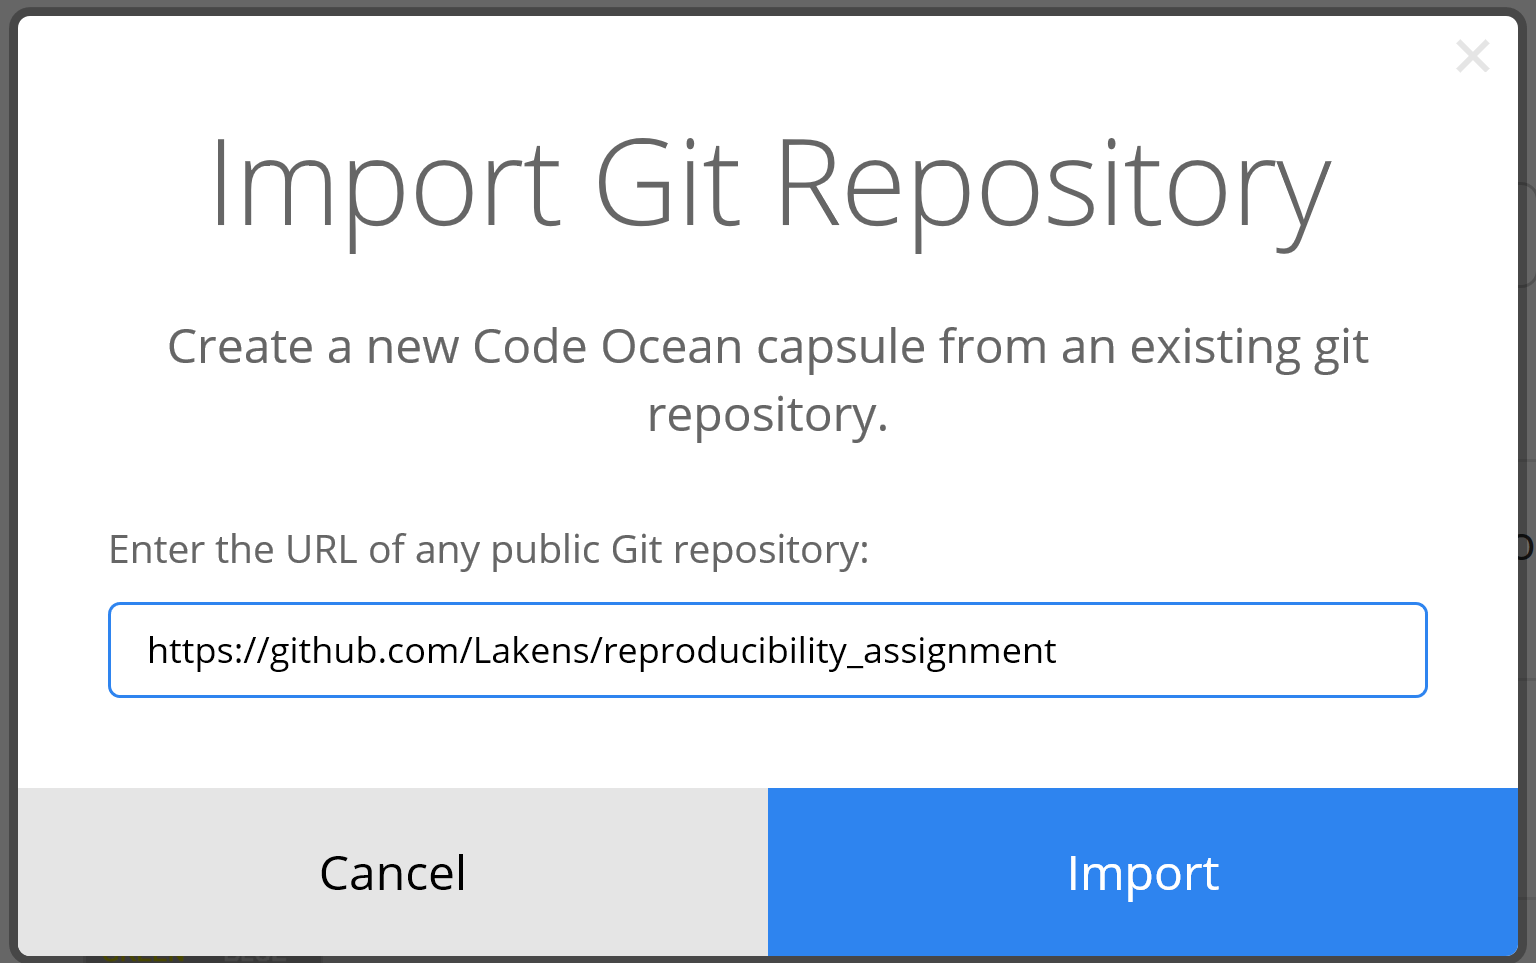 Import Git Repository
Create a new Code Ocean capsule from an existing git
repository.
Enter the URL of any public Git repository:
https://github.com/Lakens/reproducibility_assignment
Cancel
Import